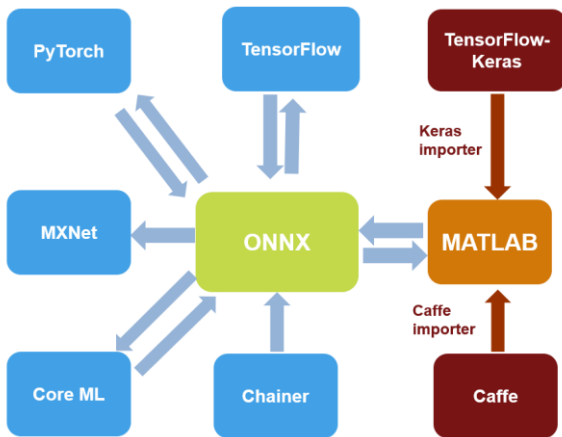 PyTorch
TensorFlow
TensorFlow-
Keras
Keras
importer
MXNet
ONNX
MATLAB
Caffe
importer
Core ML
Chainer
Caffe